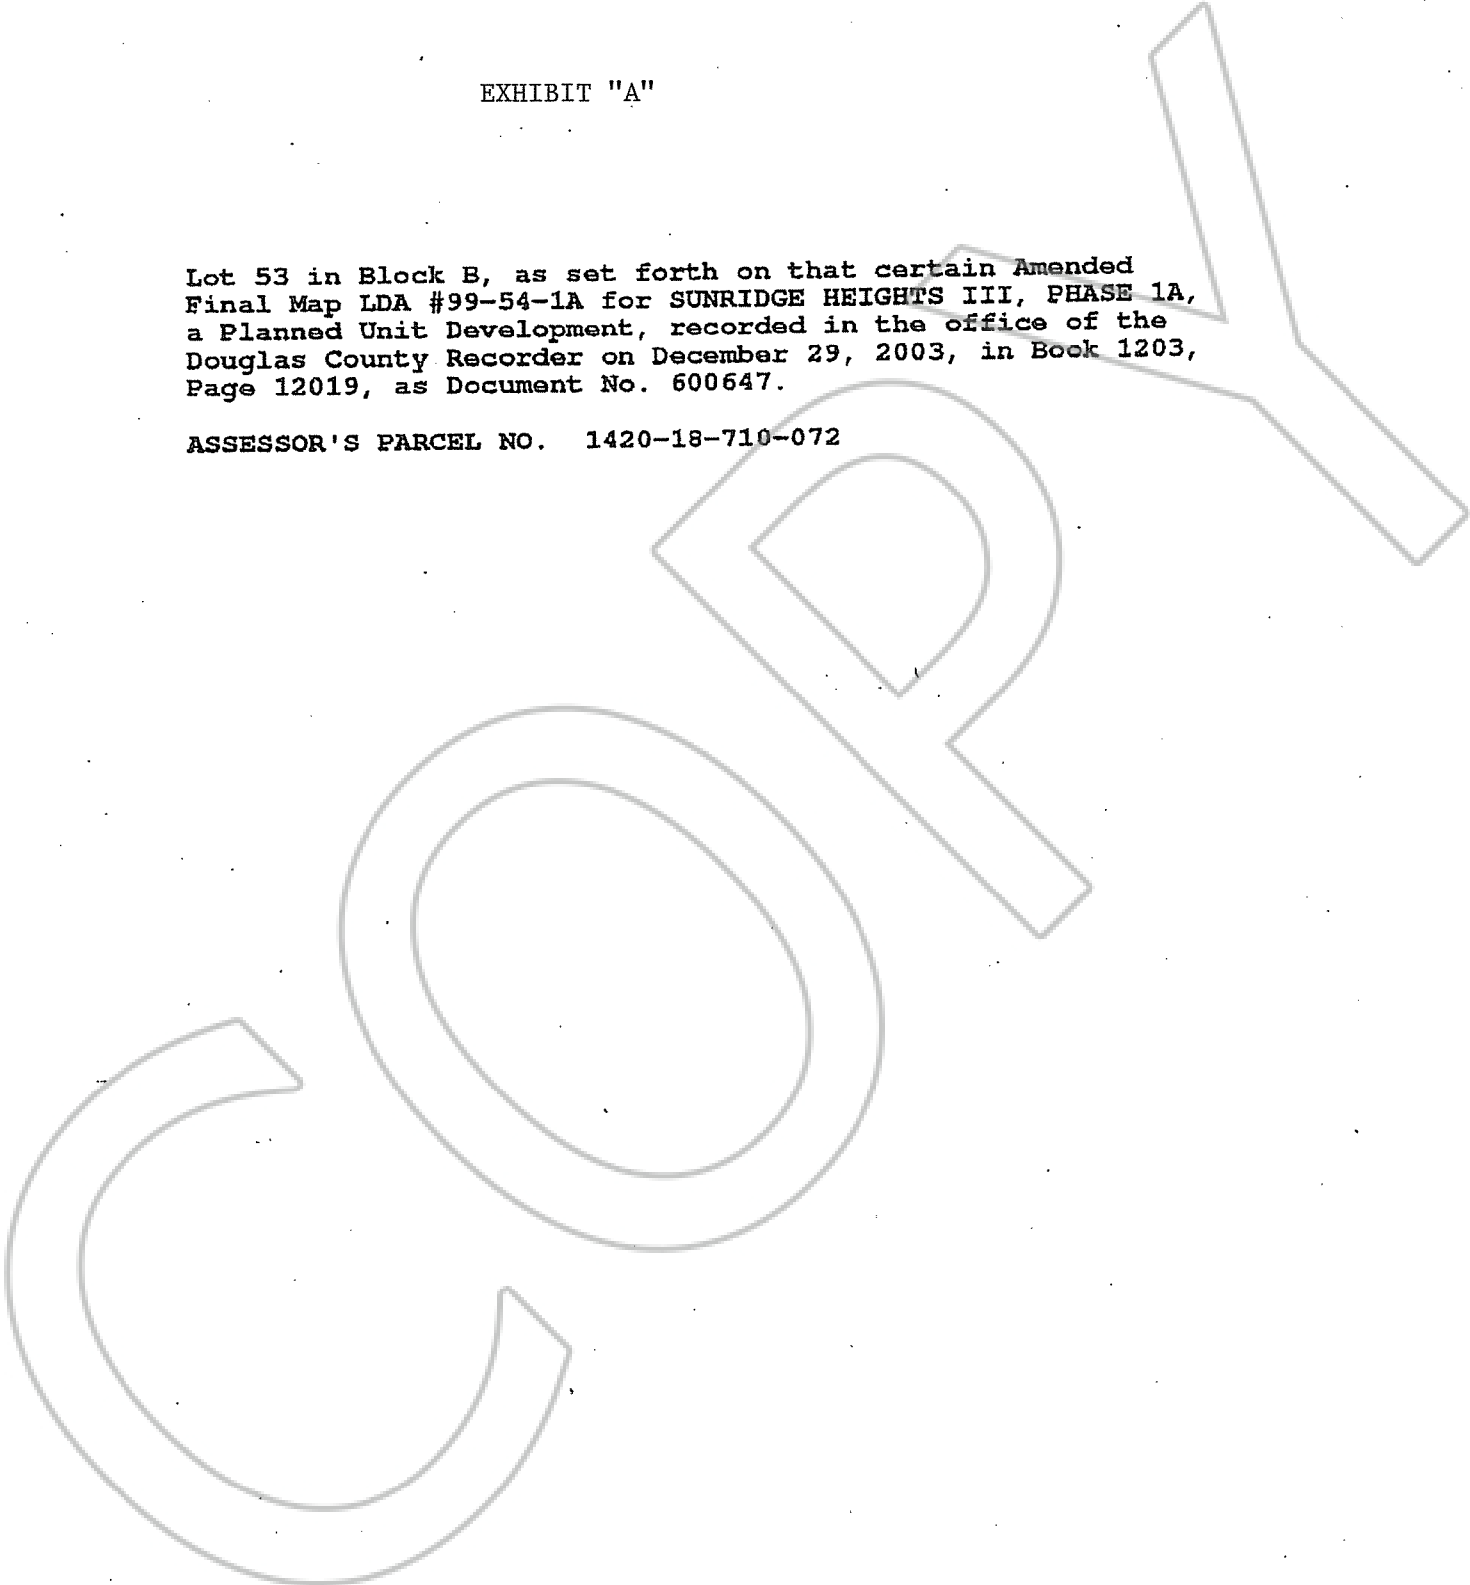 EXHIBIT "A"
Lot 53 in Block B, as set forth on that certain Amended
Final Map LDA #99-54-1A for SUNRIDGE HEIGHTS III, PHASE 1A,
a Planned Unit Development, recorded in the office of the
Douglas County Recorder on December 29, 2003, in Book 1203,
Page 12019, as Document No. 600647.
ASSESSOR'S PARCEL NO. 1420-18-710-072
COPY